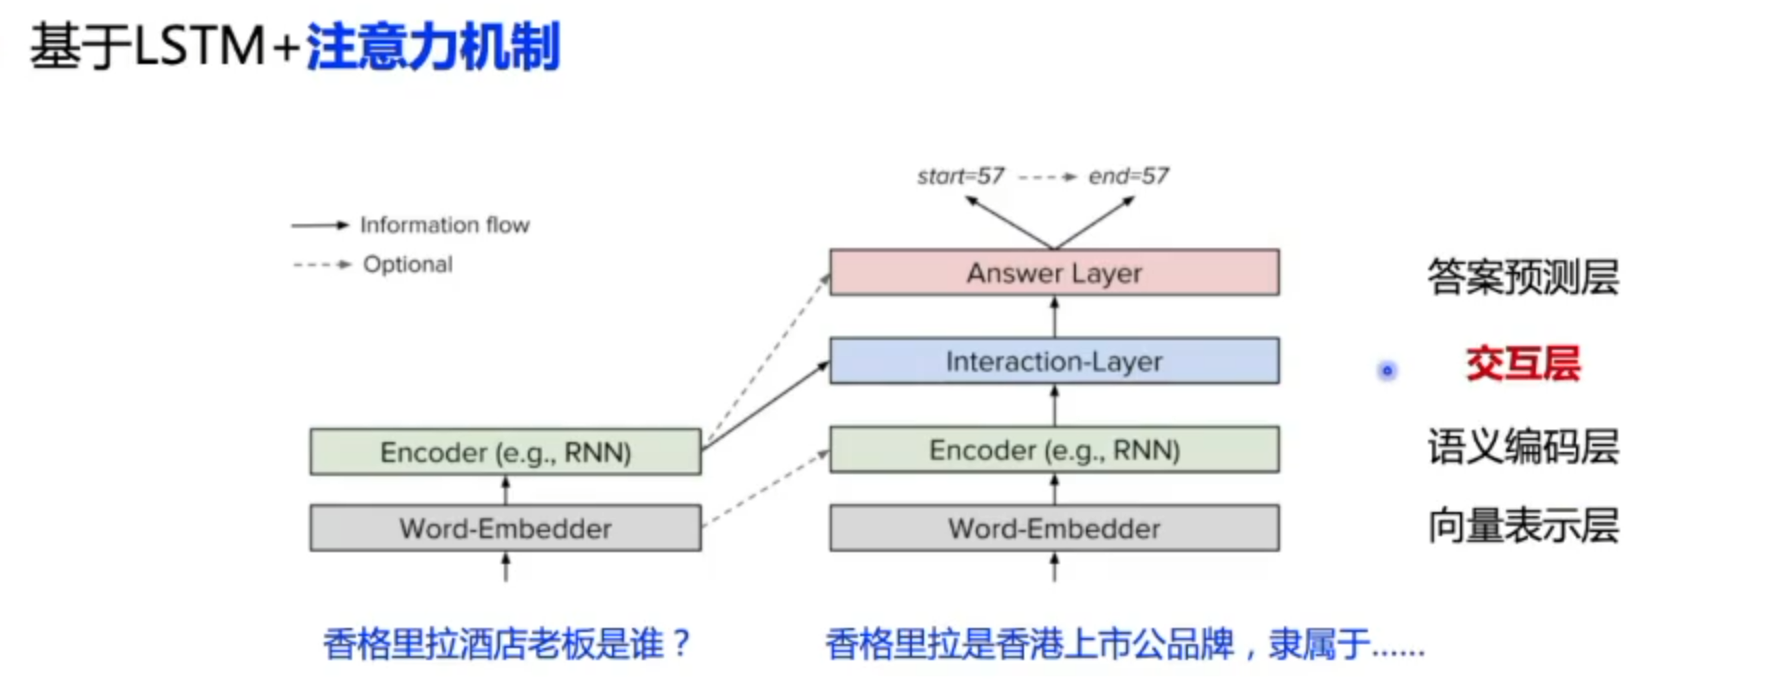 基于LSTM+注意力机制
start=57 end=57
Information flow
Optional
Answer Layer
答案预测层
Interaction-Layer
交互层
Encoder (e.g., RNN)
Encoder (e.g., RNN)
语义编码层
Word-Embedder
Word-Embedder
向量表示层
香格里拉酒店老板是谁？
香格里拉是香港上市公品牌，隶属于......